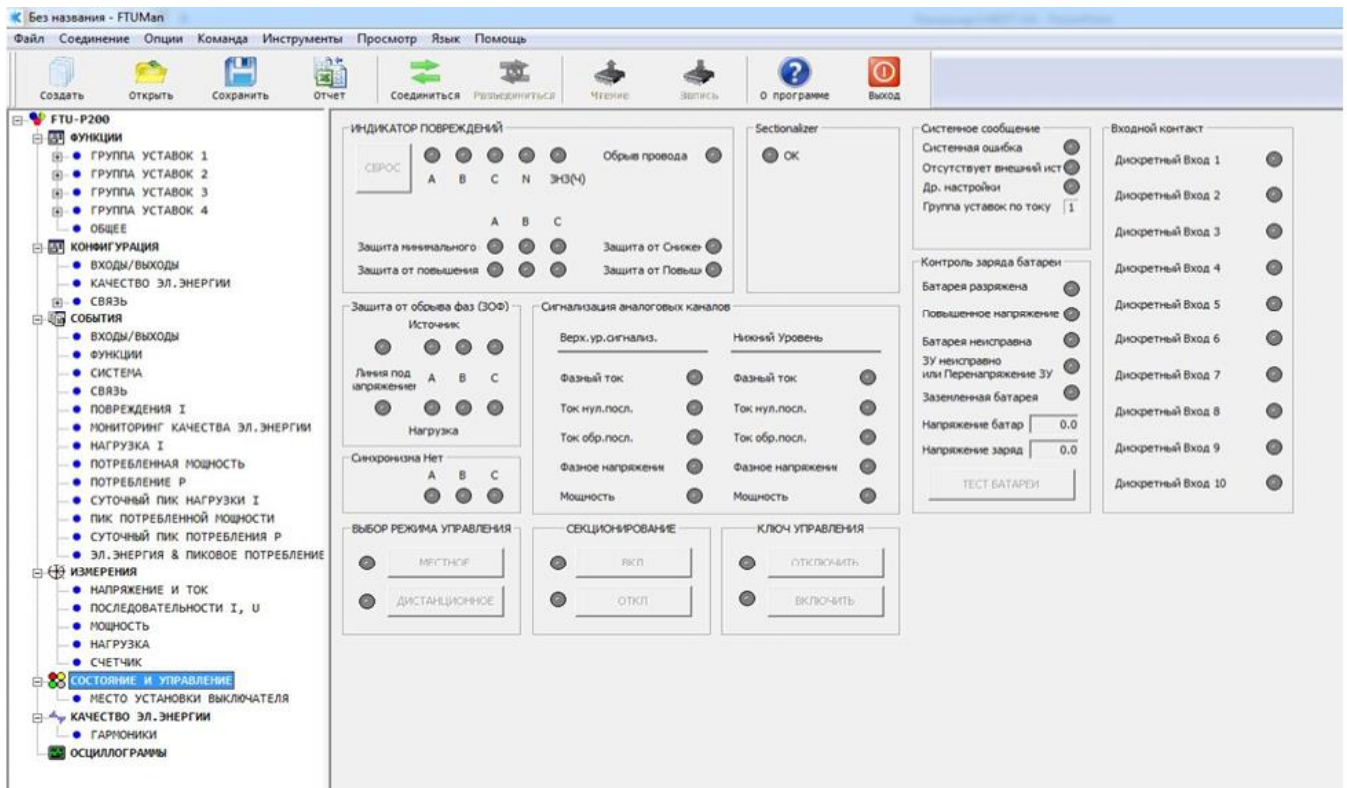 Без названия - FTUMan
Файл Соединение Опции Команда Инструменты Просмотр Язык Помощь
Создать Открыть Сохранить Отчет Соединиться Разъединиться Чтение Запись О программе Выход
FTU-P200
ФУНКЦИИ
ГРУППА УСТАВОК 1
ГРУППА УСТАВОК 2
ГРУППА УСТАВОК 3
ГРУППА УСТАВОК 4
ОБЩЕЕ
КОНФИГУРАЦИЯ
ВХОДЫ/ВЫХОДЫ
КАЧЕСТВО ЭЛ.ЭНЕРГИИ
СВЯЗЬ
СОБЫТИЯ
ВХОДЫ/ВЫХОДЫ
ФУНКЦИИ
СИСТЕМА
СВЯЗЬ
ПОВРЕЖДЕНИЯ I
МОНИТОРИНГ КАЧЕСТВА ЭЛ.ЭНЕРГИИ
НАГРУЗКА I
ПОТРЕБЛЕННАЯ МОЩНОСТЬ
ПОТРЕБЛЕНИЕ P
СУТОЧНЫЙ ПИК НАГРУЗКИ I
ПИК ПОТРЕБЛЕННОЙ МОЩНОСТИ
СУТОЧНЫЙ ПИК ПОТРЕБЛЕНИЯ P
ЭЛ.ЭНЕРГИЯ & ПИКОВОЕ ПОТРЕБЛЕНИЕ
ИЗМЕРЕНИЯ
НАПРЯЖЕНИЕ И ТОК
ПОСЛЕДОВАТЕЛЬНОСТИ I, U
МОЩНОСТЬ
НАГРУЗКА
СЧЕТЧИК
СОСТОЯНИЕ И УПРАВЛЕНИЕ
МЕСТО УСТАНОВКИ ВЫКЛЮЧАТЕЛЯ
КАЧЕСТВО ЭЛ.ЭНЕРГИИ
ГАРМОНИКИ
ОСЦИЛЛОГРАММЫ
ИНДИКАТОР ПОВРЕЖДЕНИЙ
СБРОС
Обрыв провода
A B C N ЗНЗ(Ч)
A B C
Защита минимального Защита от Снижен
Защита от повышения Защита от Повыш
Sectionalizer
OK
Защита от обрыва фаз (ЗОФ)
Источник
Линия под
напряжением A B C
Нагрузка
Синхронизма Нет
A B C
Сигнализация аналоговых каналов
Верх.ур.сигнализ. Нижний Уровень
Фазный ток Фазный ток
Ток нул.посл. Ток нул.посл.
Ток обр.посл. Ток обр.посл.
Фазное напряжение Фазное напряжение
Мощность Мощность
ВЫБОР РЕЖИМА УПРАВЛЕНИЯ
МЕСТНОЕ
ДИСТАНЦИОННОЕ
СЕКЦИОНИРОВАНИЕ
ВКЛ
ОТКЛ
КЛЮЧ УПРАВЛЕНИЯ
ОТКЛЮЧИТЬ
ВКЛЮЧИТЬ
Системное сообщение
Системная ошибка
Отсутствует внешний ист
Др. настройки
Группа уставок по току 1
Контроль заряда батареи
Батарея разряжена
Повышенное напряжение
Батарея неисправна
ЗУ неисправно
или Перенапряжение ЗУ
Заземленная батарея
Напряжение батар 0.0
Напряжение заряд 0.0
ТЕСТ БАТАРЕИ
Входной контакт
Дискретный Вход 1
Дискретный Вход 2
Дискретный Вход 3
Дискретный Вход 4
Дискретный Вход 5
Дискретный Вход 6
Дискретный Вход 7
Дискретный Вход 8
Дискретный Вход 9
Дискретный Вход 10